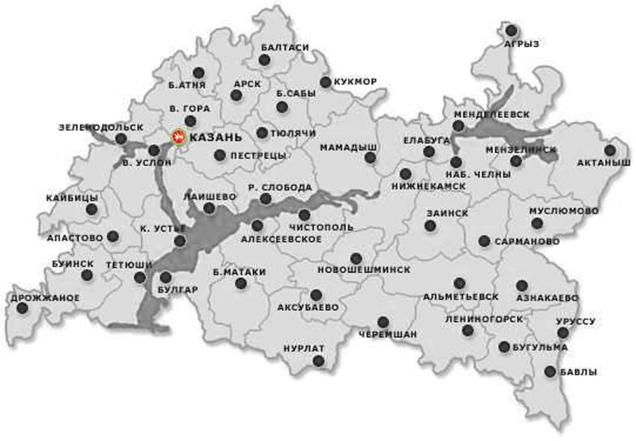 АГРЫЗ
БАЛТАСИ
Б.АТНЯ
АРСК
КУКМОР
Б.САБЫ
В. ГОРА
МЕНДЕЛЕЕВСК
ЗЕЛЕНОДОЛЬСК
КАЗАНЬ
ТЮЛЯЧИ
ЕЛАБУГА
МАМАДЫШ
МЕНЗЕЛИНСК
В. УСЛОН
ПЕСТРЕЦЫ
АКТАНЫШ
НАБ. ЧЕЛНЫ
НИЖНЕКАМСК
Р. СЛОБОДА
ЛАИШЕВО
КАЙБИЦЫ
МУСЛЮМОВО
ЗАИНСК
ЧИСТОПОЛЬ
К. УСТЬЕ
АПАСТОВО
АЛЕКСЕЕВСКОЕ
САРМАНОВО
БУИНСК
ТЕТЮШИ
Б.МАТАКИ
НОВОШЕШМИНСК
БУЛГАР
ДРОЖЖАНОЕ
АЛЬМЕТЬЕВСК
АЗНАКАЕВО
АКСУБАЕВО
ЛЕНИНОГОРСК
УРУССУ
ЧЕРЕМШАН
НУРЛАТ
БУГУЛЬМА
БАВЛЫ